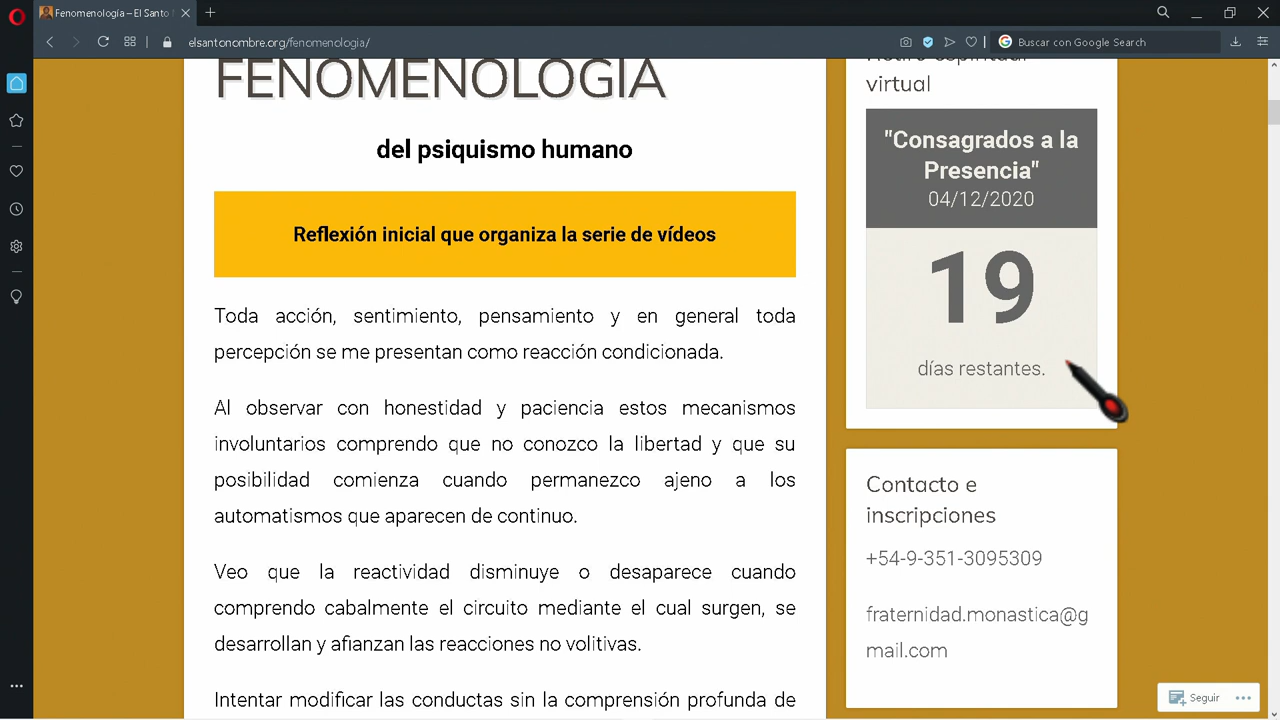 Fenomenología – El Santo
elsantonombre.org/fenomenologia/
Buscar con Google Search
FENOMENOLOGÍA
del psiquismo humano
Reflexión inicial que organiza la serie de vídeos
Toda acción, sentimiento, pensamiento y en general toda
percepción se me presentan como reacción condicionada.
Al observar con honestidad y paciencia estos mecanismos
involuntarios comprendo que no conozco la libertad y que su
posibilidad comienza cuando permanezco ajeno a los
automatismos que aparecen de continuo.
Veo que la reactividad disminuye o desaparece cuando
comprendo cabalmente el circuito mediante el cual surgen, se
desarrollan y afianzan las reacciones no volitivas.
Intentar modificar las conductas sin la comprensión profunda de
Retiro espiritual
virtual
"Consagrados a la
Presencia"
04/12/2020
19
días restantes.
Contacto e
inscripciones
+54-9-351-3095309
fraternidad.monastica@g
mail.com
Seguir